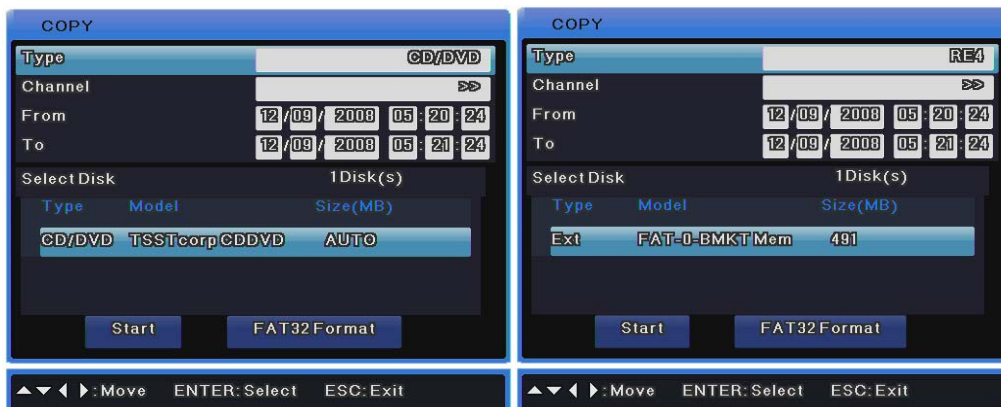 COPY
Type CD/DVD
Channel >>
From 12/09/2008 05:20:24
To 12/09/2008 05:21:24
Select Disk 1Disk(s)
Type Model Size(MB)
CD/DVD TSSTcorp CDDVD AUTO
Start FAT32 Format
▲▼◀▶:Move ENTER:Select ESC:Exit
COPY
Type RE4
Channel >>
From 12/09/2008 05:20:24
To 12/09/2008 05:21:24
Select Disk 1Disk(s)
Type Model Size(MB)
Ext FAT-0-BMKT Mem 491
Start FAT32 Format
▲▼◀▶:Move ENTER:Select ESC:Exit